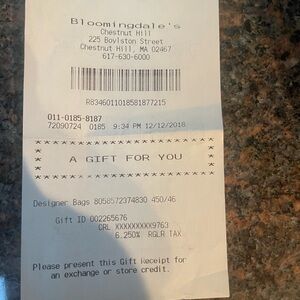 Bloomingdale's
Chestnut Hill
225 Boylston Street
Chestnut Hill, MA 02467
617-630-6000
R8346011018581877215
011-0185-8187
72090724 0185 9:34 PM 12/12/2018
A GIFT FOR YOU
Designer Bags 8058572374830 450/46
Gift ID 002265676
CRL XXXXXXXXX9763
6.250% RGLR TAX
Please present this Gift Receipt for
an exchange or store credit.